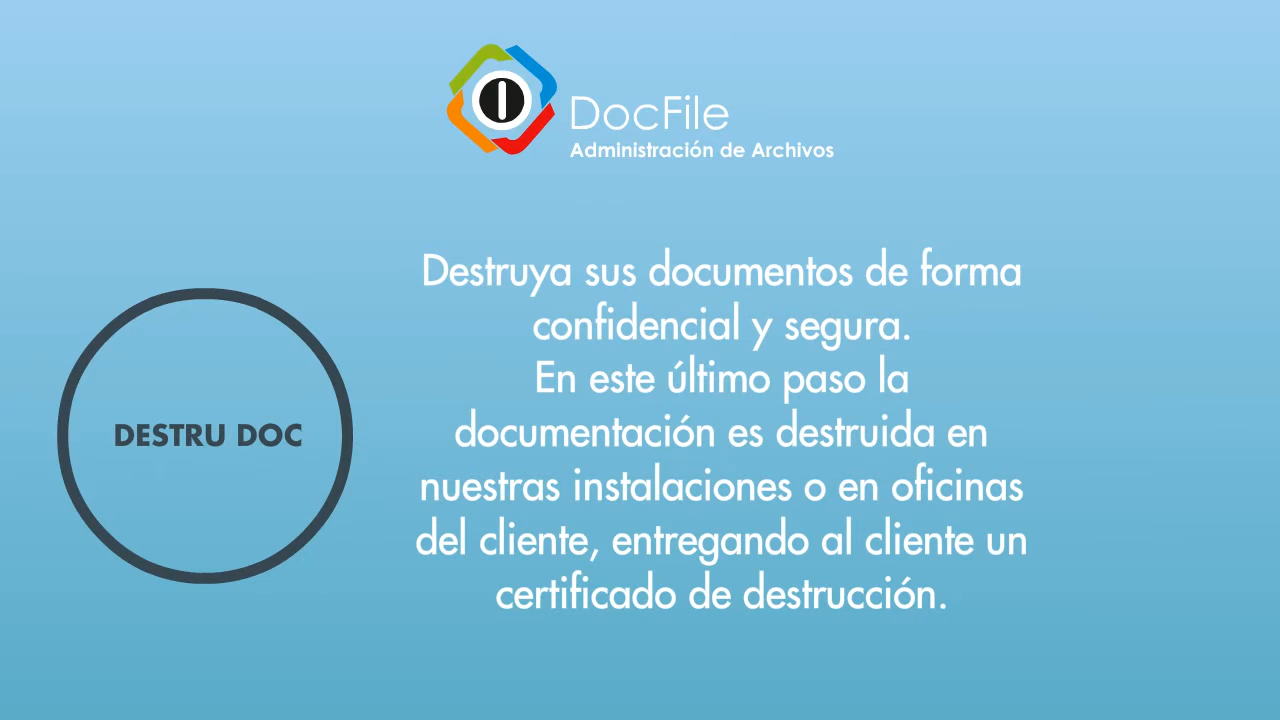 DocFile
Administración de Archivos
DESTRU DOC
Destruya sus documentos de forma
confidencial y segura.
En este último paso la
documentación es destruida en
nuestras instalaciones o en oficinas
del cliente, entregando al cliente un
certificado de destrucción.